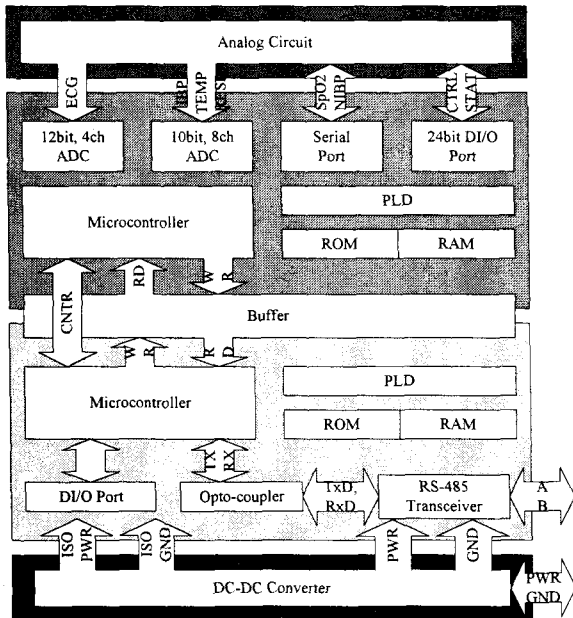 Analog Circuit
ECG
IBP
TEMP
RESP
SpO2
NIBP
CTRL
STAT
12bit, 4ch
ADC
10bit, 8ch
ADC
Serial
Port
24bit DI/O
Port
Microcontroller
PLD
ROM
RAM
CNTR
RD
W R
Buffer
W R
R D
Microcontroller
PLD
ROM
RAM
TX
RX
DI/O Port
Opto-coupler
TxD,
RxD
RS-485
Transceiver
A
B
ISO
PWR
ISO
GND
PWR
GND
DC-DC Converter
PWR
GND